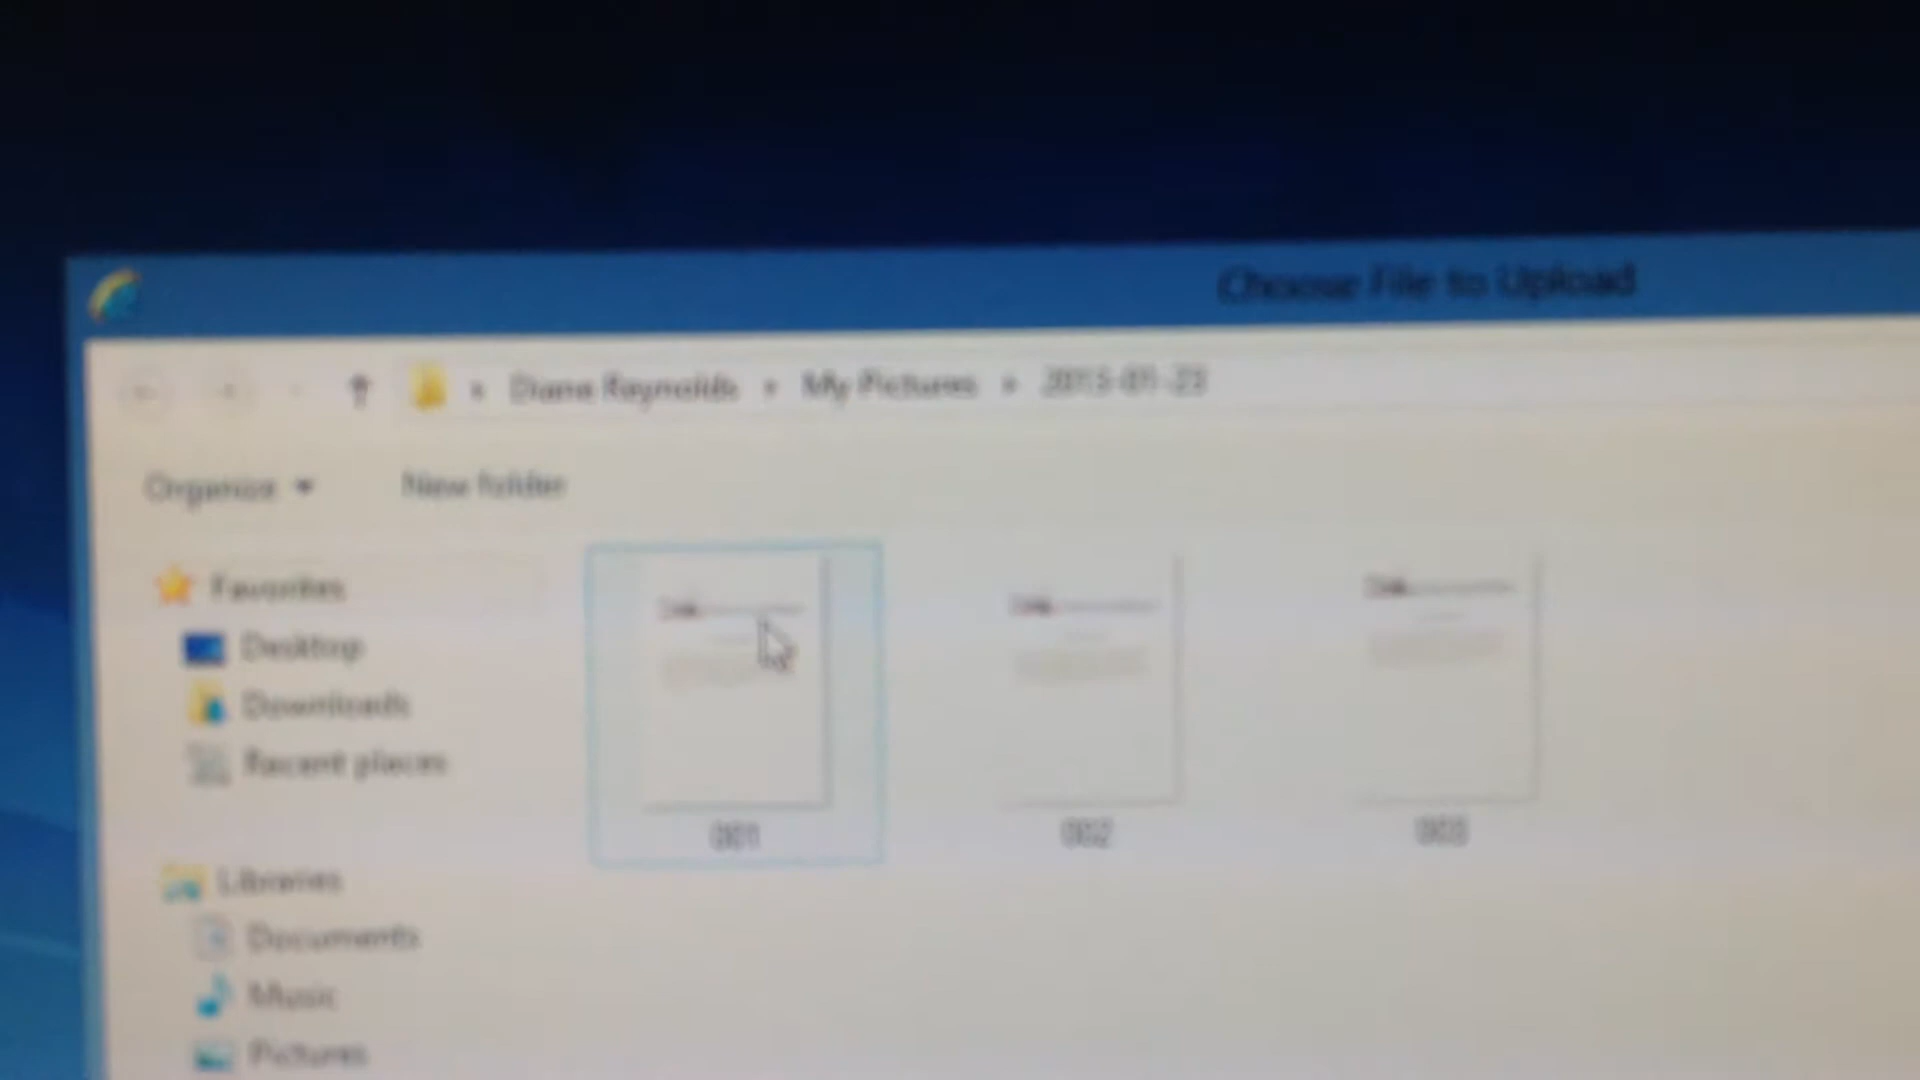 Choose File to Upload
Diane Reynolds My Pictures 2015-01-23
Organize New folder
Favorites
Desktop
Downloads
Recent places
001 002 003
Libraries
Documents
Music
Pictures